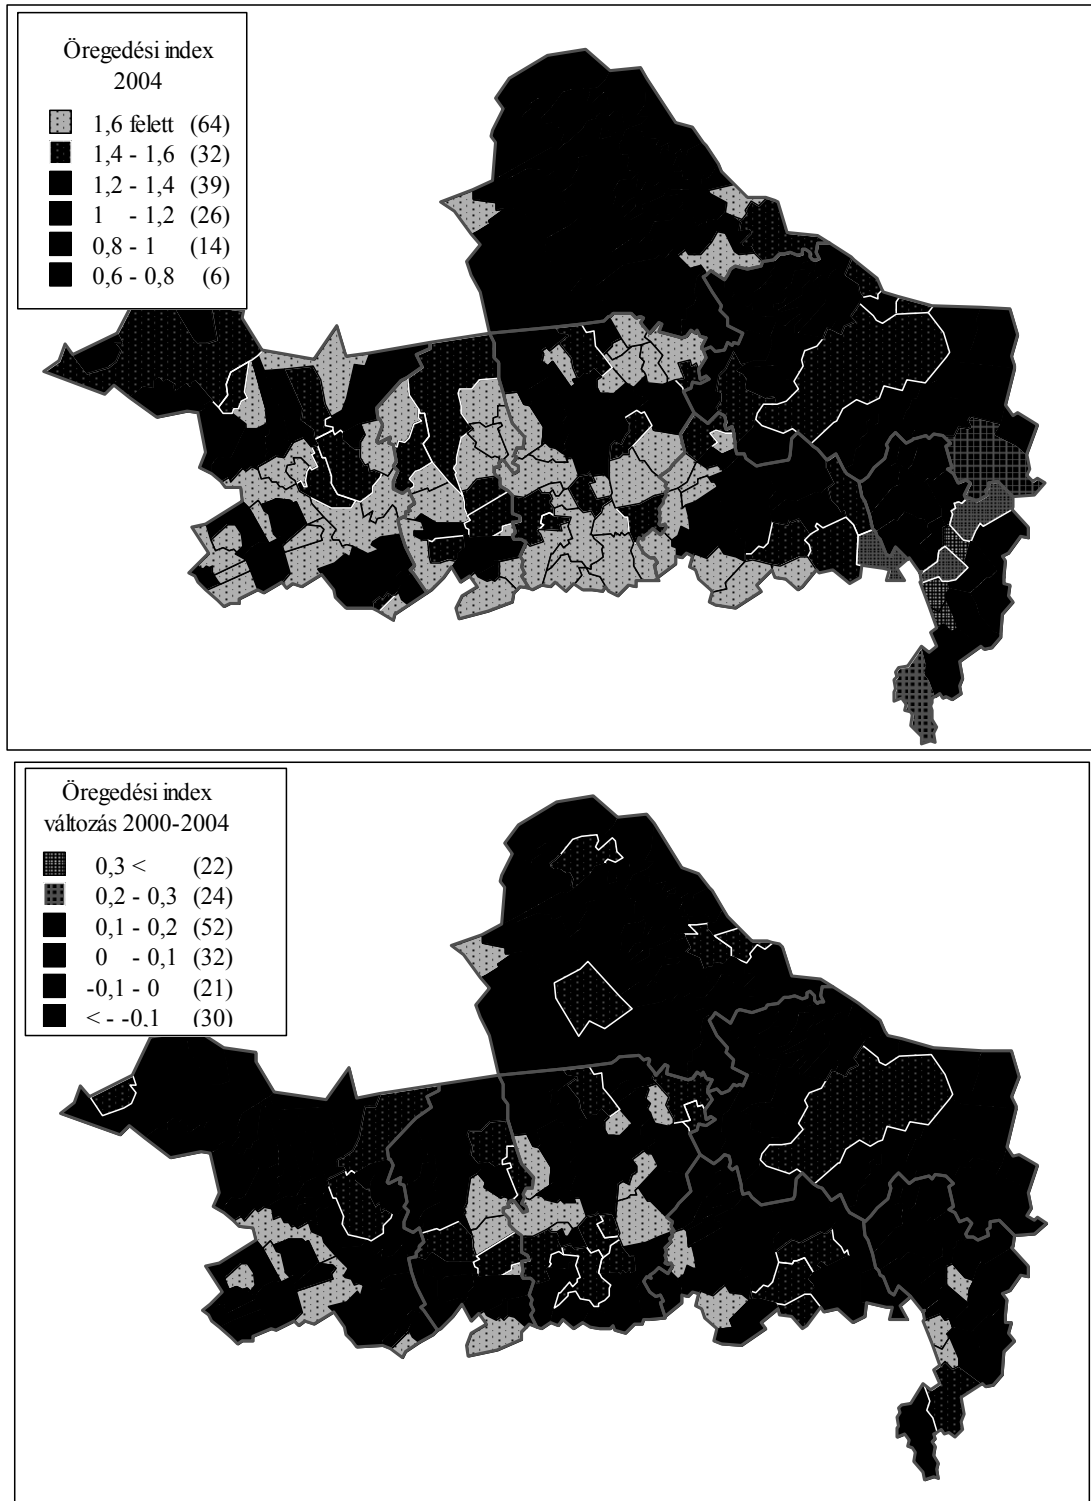 Öregedési index
2004
1,6 felett (64)
1,4 - 1,6 (32)
1,2 - 1,4 (39)
1 - 1,2 (26)
0,8 - 1 (14)
0,6 - 0,8 (6)
Öregedési index
változás 2000-2004
0,3 < (22)
0,2 - 0,3 (24)
0,1 - 0,2 (52)
0 - 0,1 (32)
-0,1 - 0 (21)
< - -0,1 (30)